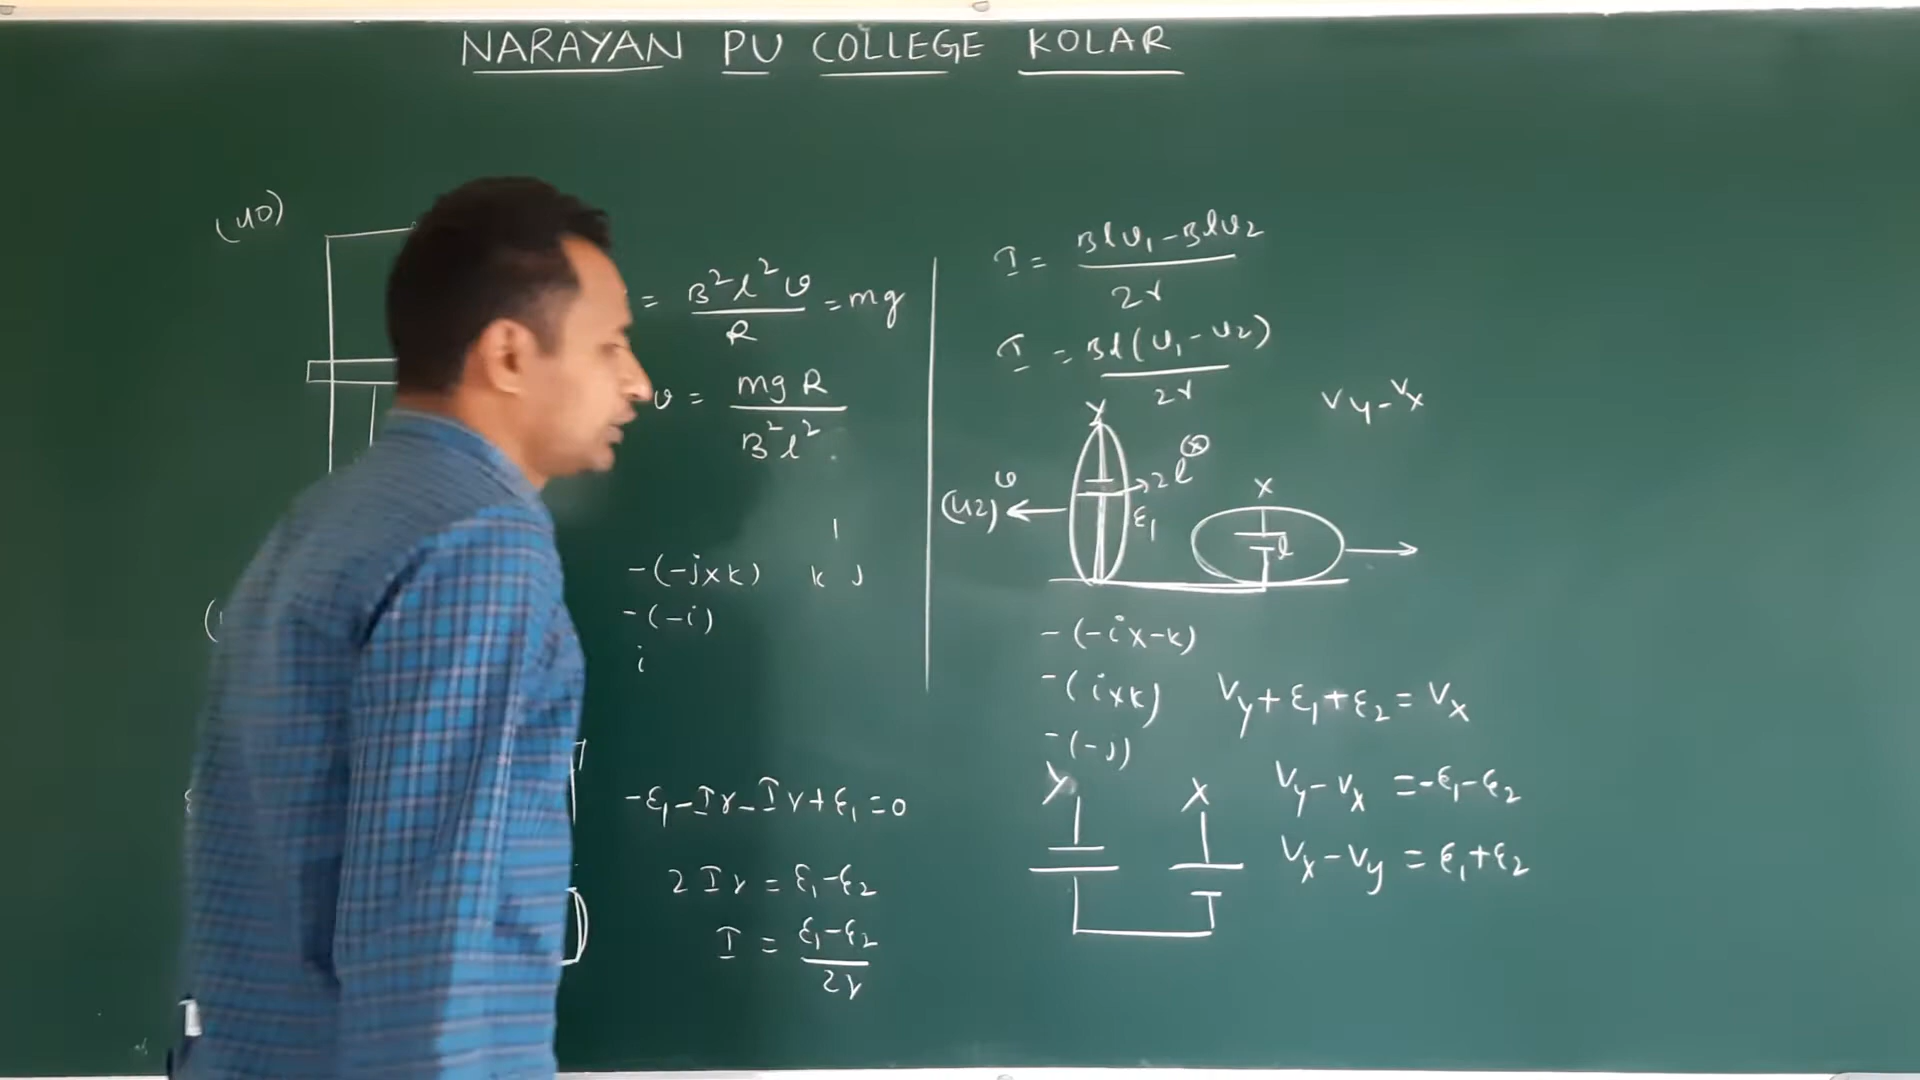 NARAYAN PU COLLEGE KOLAR
(40)
= B²l²v / R = mg
v = mg R / B²l²
-(-j×k) k j
-(-i)
i
-ε₁-Ir-Ir+ε₁=0
2Ir = ε₁-ε₂
I = ε₁-ε₂ / 2r
I = Blv₁-Blv₂ / 2r
I = Bl(v₁-v₂) / 2r
Vy-Vx
Y
2l
⊗
v
(42)
ε₁
X
l
-(-i×-k)
-(i×k)
-(-j)
Vy+ε₁+ε₂=Vx
Vy-Vx =-ε₁-ε₂
Vx-Vy = ε₁+ε₂
Y X